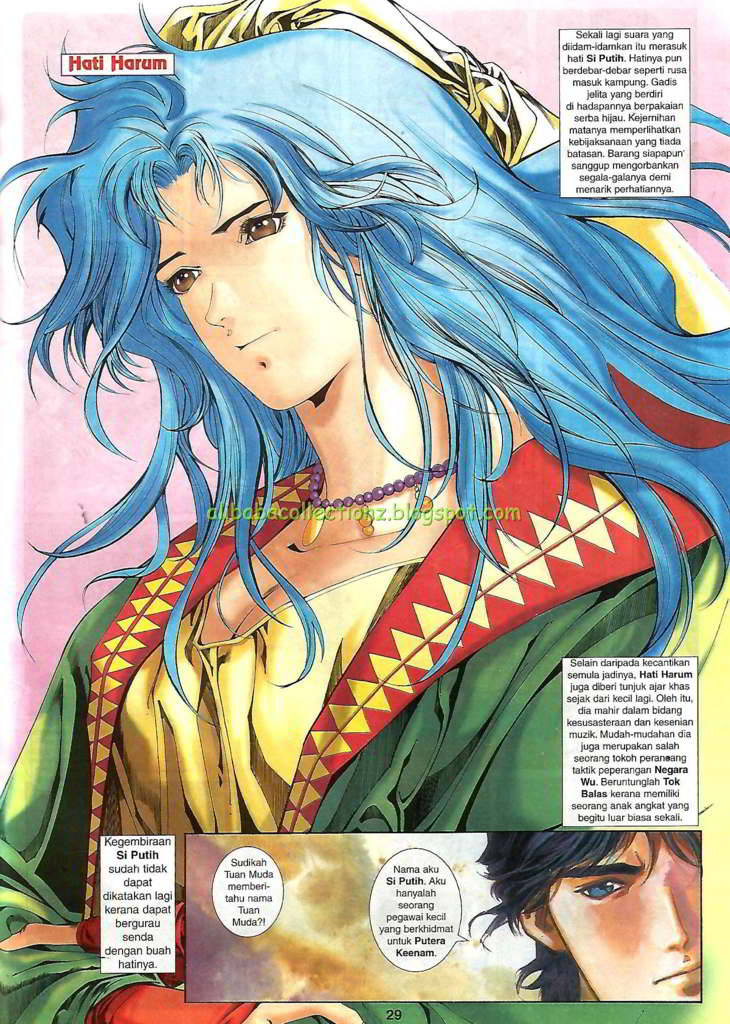 Hati Harum
Sekali lagi suara yang
diidam-idamkan itu merasuk
hati Si Putih. Hatinya pun
berdebar-debar seperti rusa
masuk kampung. Gadis
jelita yang berdiri
di hadapannya berpakaian
serba hijau. Kejernihan
matanya memperlihatkan
kebijaksanaan yang tiada
batasan. Barang siapapun
sanggup mengorbankan
segala-galanya demi
menarik perhatiannya.
alibabacollectionz.blogspot.com
Selain daripada kecantikan
semula jadinya, Hati Harum
juga diberi tunjuk ajar khas
sejak dari kecil lagi. Oleh itu,
dia mahir dalam bidang
kesusasteraan dan kesenian
muzik. Mudah-mudahan dia
juga merupakan salah
seorang tokoh perancang
taktik peperangan Negara
Wu. Beruntunglah Tok
Balas kerana memiliki
seorang anak angkat yang
begitu luar biasa sekali.
Kegembiraan
Si Putih
sudah tidak
dapat
dikatakan lagi
kerana dapat
bergurau
senda
dengan buah
hatinya.
Sudikah
Tuan Muda
memberi-
tahu nama
Tuan
Muda?!
Nama aku
Si Putih. Aku
hanyalah
seorang
pegawai kecil
yang berkhidmat
untuk Putera
Keenam.
29